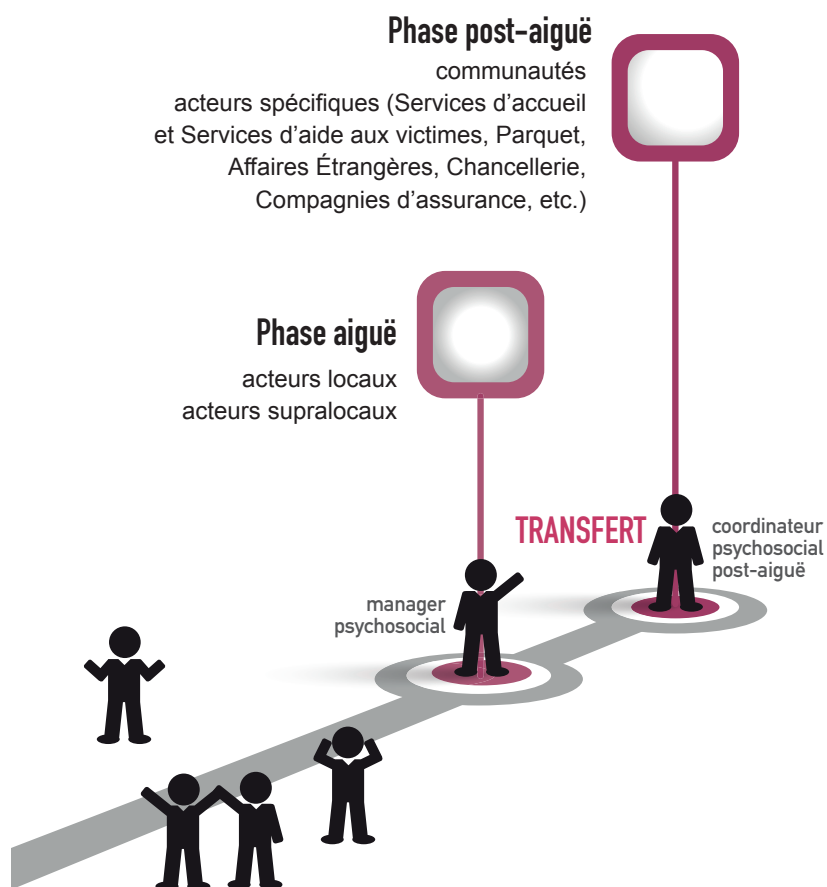 Phase post-aiguë
communautés
acteurs spécifiques (Services d’accueil
et Services d’aide aux victimes, Parquet,
Affaires Étrangères, Chancellerie,
Compagnies d’assurance, etc.)
Phase aiguë
acteurs locaux
acteurs supralocaux
TRANSFERT
coordinateur
psychosocial
post-aiguë
manager
psychosocial